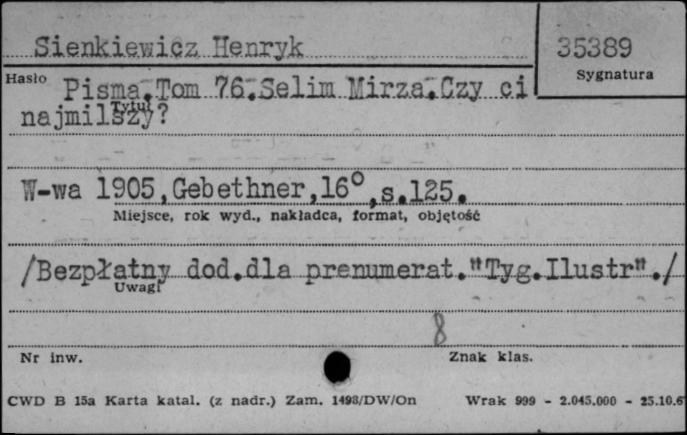 Sienkiewicz Henryk
35389
Hasło
Sygnatura
Pisma.Tom 76.Selim Mirza.Czy ci
Tytuł
najmilszy?
W-wa 1905,Gebethner,16°,s.125.
Miejsce, rok wyd., nakładca, format, objętość
/Bezpłatny dod.dla prenumerat."Tyg.Ilustr"./
Uwagi
8
Nr inw.
Znak klas.
CWD B 15a Karta katal. (z nadr.) Zam. 1498/DW/On Wrak 999 - 2.045.000 - 25.10.6